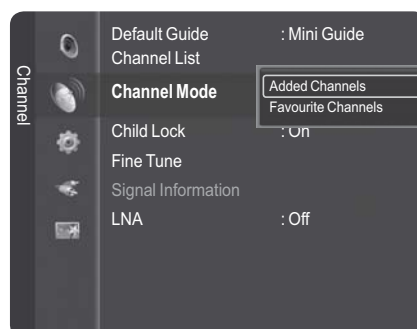 Channel
Default Guide : Mini Guide
Channel List
Channel Mode
Added Channels
Favourite Channels
Child Lock : On
Fine Tune
Signal Information
LNA : Off